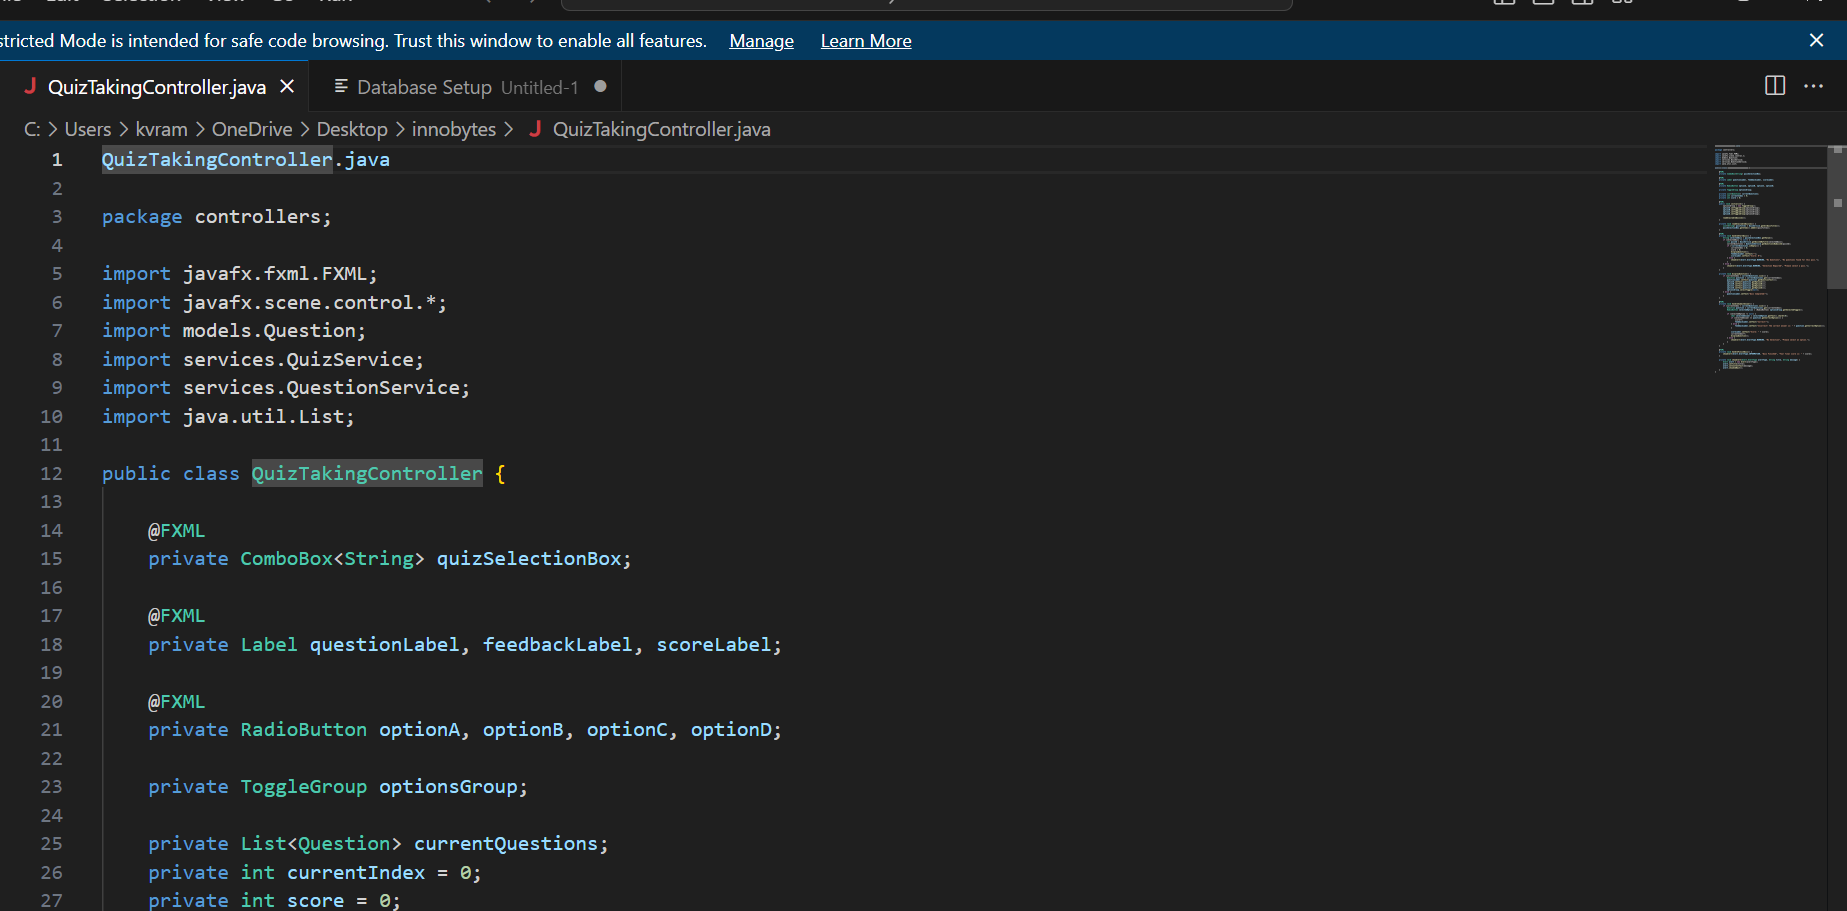 stricted Mode is intended for safe code browsing. Trust this window to enable all features. Manage Learn More
QuizTakingController.java Database Setup Untitled-1
C: > Users > kvram > OneDrive > Desktop > innobytes > QuizTakingController.java
1 QuizTakingController.java
2
3 package controllers;
4
5 import javafx.fxml.FXML;
6 import javafx.scene.control.*;
7 import models.Question;
8 import services.QuizService;
9 import services.QuestionService;
10 import java.util.List;
11
12 public class QuizTakingController {
13
14 @FXML
15 private ComboBox<String> quizSelectionBox;
16
17 @FXML
18 private Label questionLabel, feedbackLabel, scoreLabel;
19
20 @FXML
21 private RadioButton optionA, optionB, optionC, optionD;
22
23 private ToggleGroup optionsGroup;
24
25 private List<Question> currentQuestions;
26 private int currentIndex = 0;
27 private int score = 0;